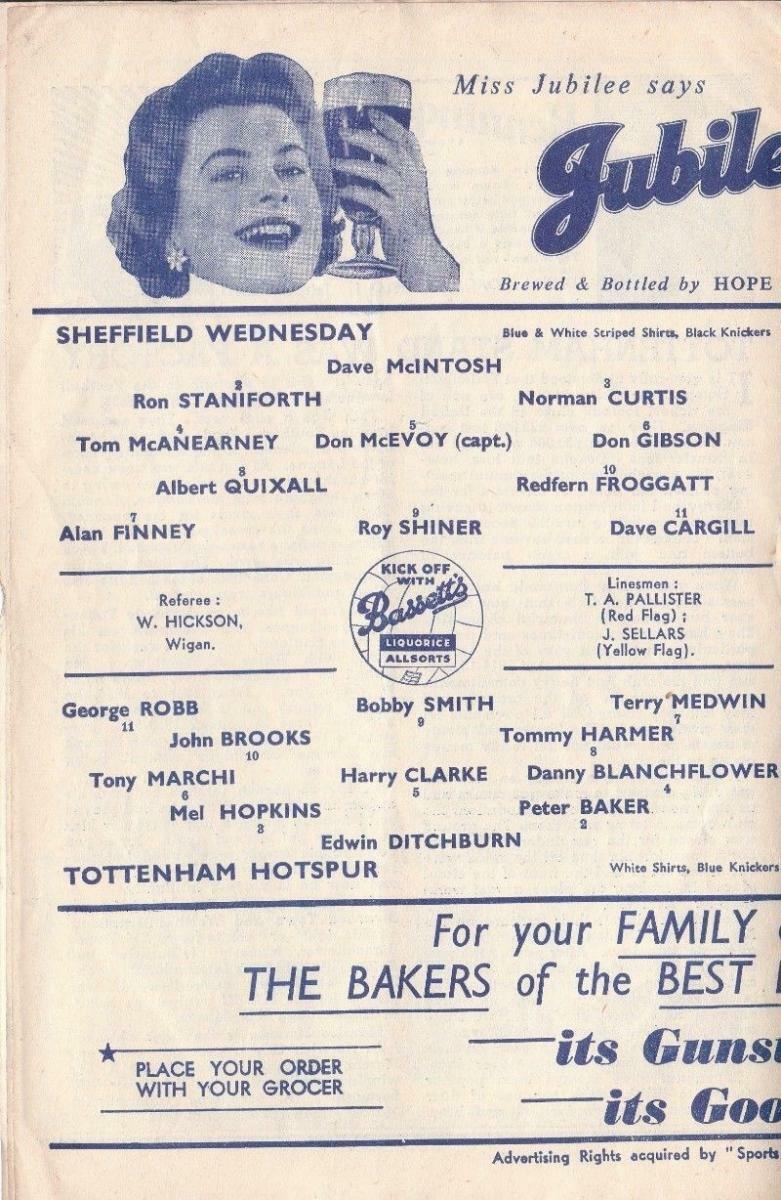 Miss Jubilee says
Jubile
Brewed & Bottled by HOPE
SHEFFIELD WEDNESDAY
Blue & White Striped Shirts, Black Knickers
Dave McINTOSH
2 3
Ron STANIFORTH Norman CURTIS
4 5 6
Tom McANEARNEY Don McEVOY (capt.) Don GIBSON
8 10
Albert QUIXALL Redfern FROGGATT
7 9 11
Alan FINNEY Roy SHINER Dave CARGILL
Referee :
W. HICKSON,
Wigan.
KICK OFF
WITH
Bassett's
LIQUORICE
ALLSORTS
Linesmen :
T. A. PALLISTER
(Red Flag) ;
J. SELLARS
(Yellow Flag).
George ROBB Bobby SMITH Terry MEDWIN
11 9 7
John BROOKS Tommy HARMER
10 8
Tony MARCHI Harry CLARKE Danny BLANCHFLOWER
6 5 4
Mel HOPKINS Peter BAKER
3 2
Edwin DITCHBURN
TOTTENHAM HOTSPUR
White Shirts, Blue Knickers
For your FAMILY
THE BAKERS of the BEST
its Guns
PLACE YOUR ORDER
WITH YOUR GROCER
its Goo
Advertising Rights acquired by "Sports